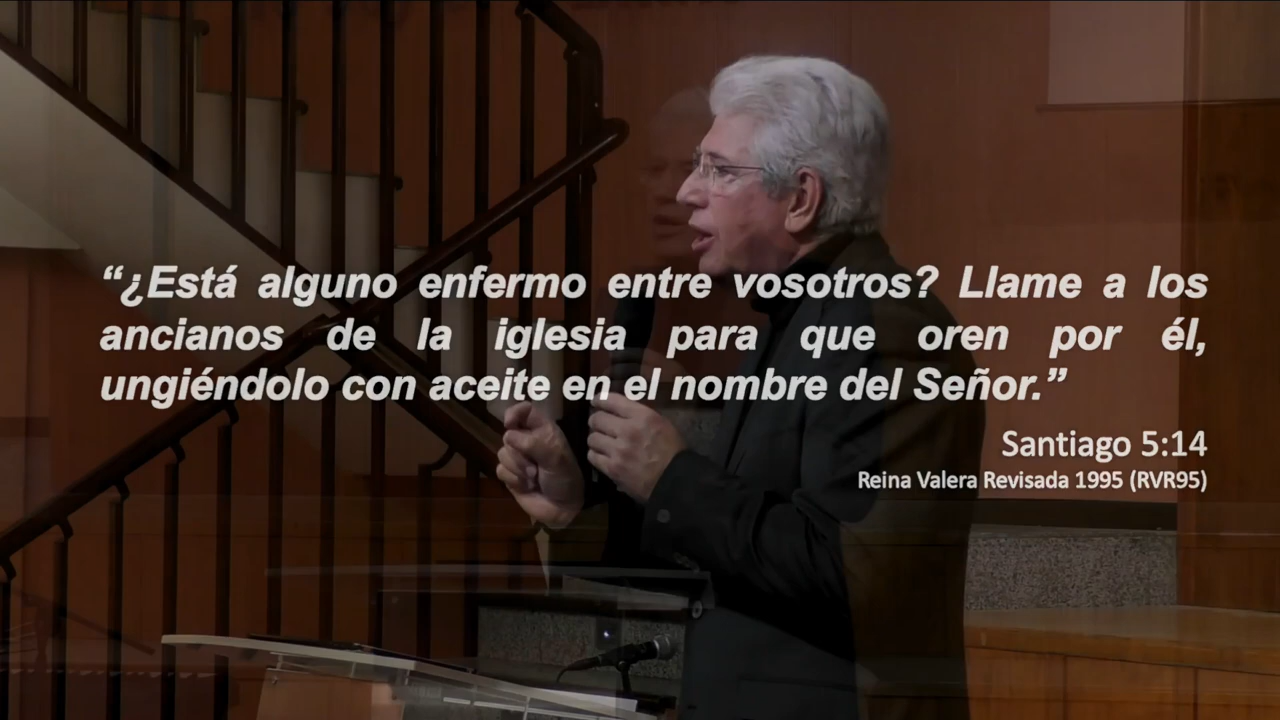 “¿Está alguno enfermo entre vosotros? Llame a los
ancianos de la iglesia para que oren por él,
ungiéndolo con aceite en el nombre del Señor.”
Santiago 5:14
Reina Valera Revisada 1995 (RVR95)